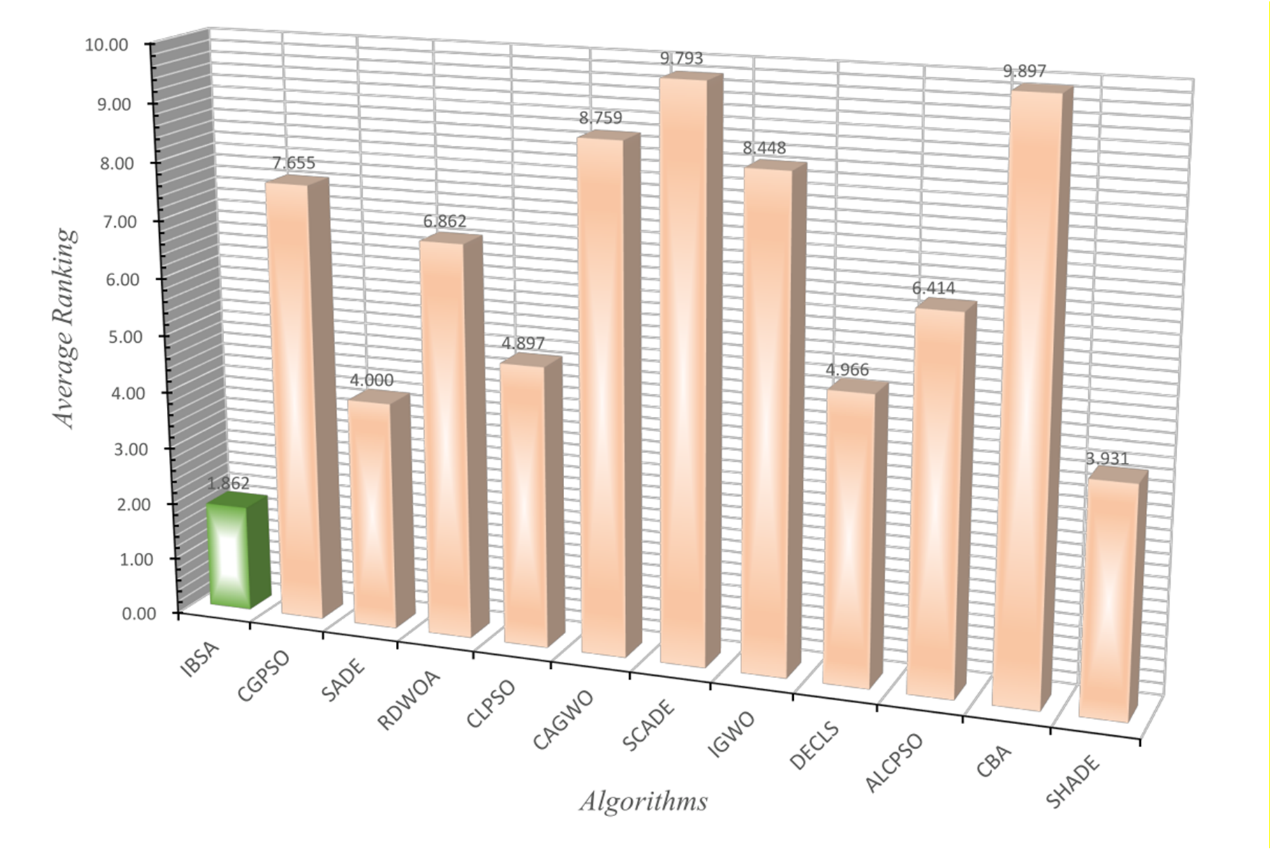 Average Ranking
10.00
9.00
8.00
7.00
6.00
5.00
4.00
3.00
2.00
1.00
0.00
1.862
7.655
4.000
6.862
4.897
8.759
9.793
8.448
4.966
6.414
9.897
3.931
IBSA
CGPSO
SADE
RDWOA
CLPSO
CAGWO
SCADE
IGWO
DECLS
ALCPSO
CBA
SHADE
Algorithms